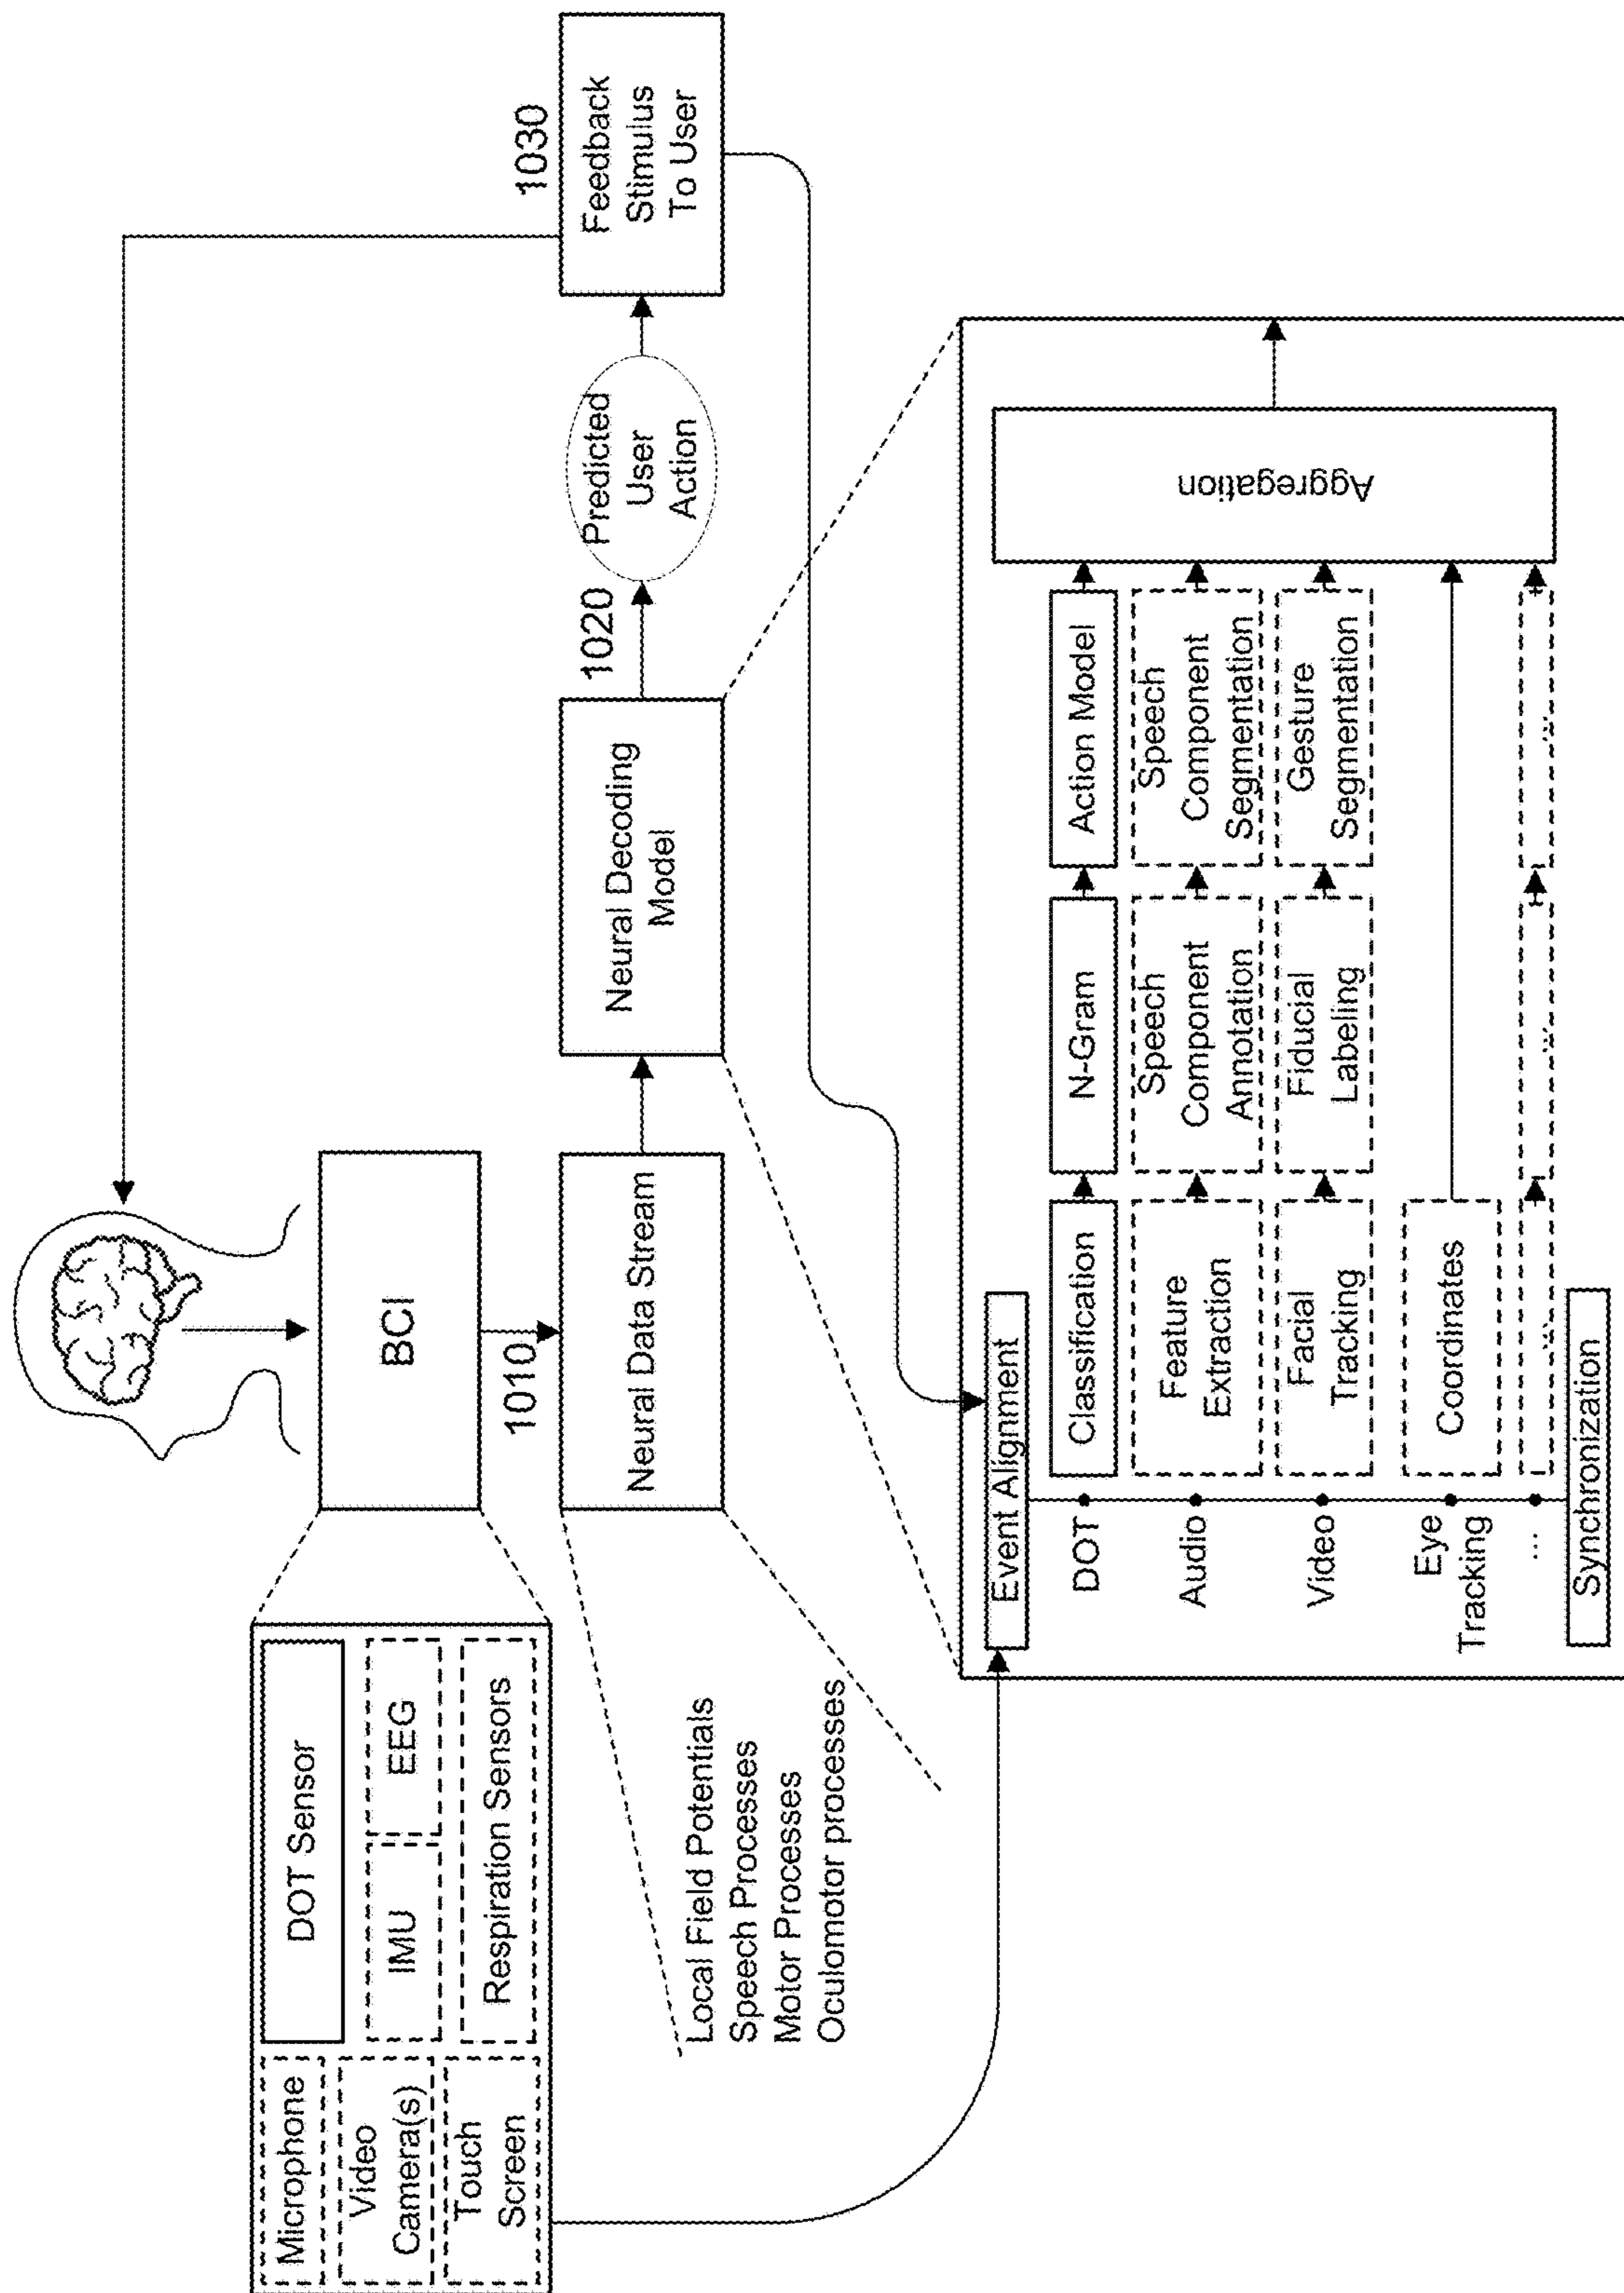 Microphone
Video
Camera(s)
Touch
Screen
DOT Sensor
IMU
EEG
Respiration Sensors
BCI
1010
Neural Data Stream
Local Field Potentials
Speech Processes
Motor Processes
Oculomotor processes
Neural Decoding
Model
1020
Predicted
User
Action
1030
Feedback
Stimulus
To User
Event Alignment
DOT
Classification
N-Gram
Action Model
Audio
Feature
Extraction
Speech
Component
Annotation
Speech
Component
Segmentation
Video
Facial
Tracking
Fiducial
Labeling
Gesture
Segmentation
Eye
Tracking
Coordinates
...
...
...
...
Synchronization
Aggregation